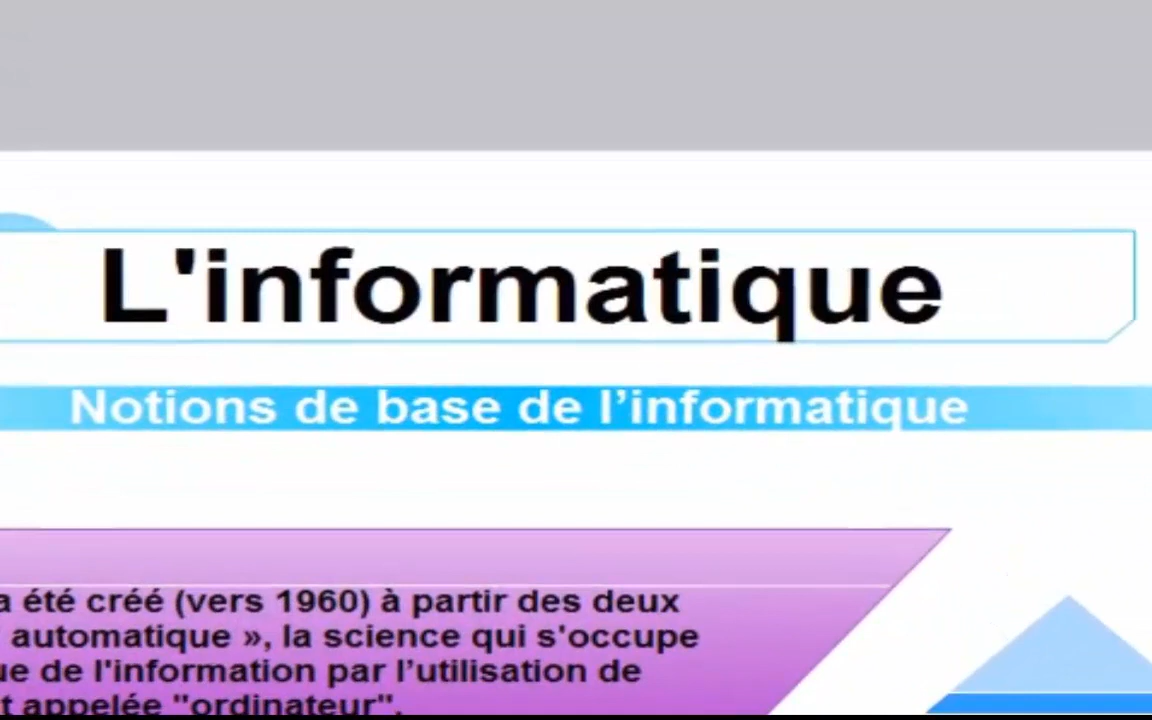 L'informatique
Notions de base de l’informatique
a été créé (vers 1960) à partir des deux
automatique », la science qui s'occupe
de l'information par l’utilisation de
appelée "ordinateur".